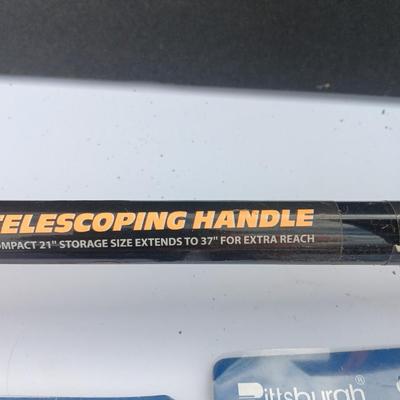 TELESCOPING HANDLE
COMPACT 21" STORAGE SIZE EXTENDS TO 37" FOR EXTRA REACH
Pittsburgh®